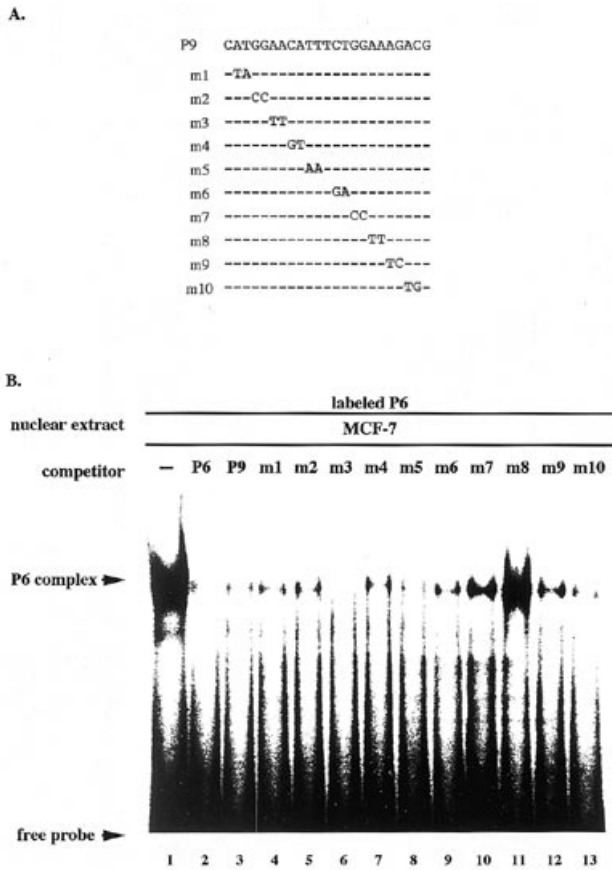 A.
P9 CATGGAACATTTCTGGAAAGACG
m1 -TA--------------------
m2 ---CC------------------
m3 -----TT----------------
m4 -------GT--------------
m5 ---------AA------------
m6 ------------GA---------
m7 --------------CC-------
m8 ----------------TT-----
m9 ------------------TC---
m10 --------------------TG-
B.
labeled P6
nuclear extract MCF-7
competitor – P6 P9 m1 m2 m3 m4 m5 m6 m7 m8 m9 m10
P6 complex
free probe
1 2 3 4 5 6 7 8 9 10 11 12 13